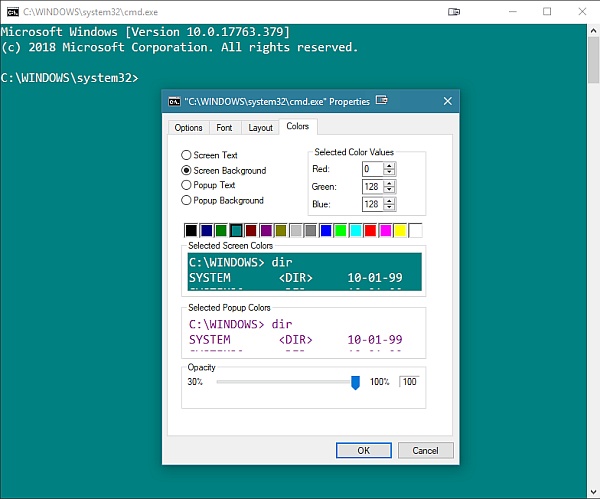 C:\WINDOWS\system32\cmd.exe
Microsoft Windows [Version 10.0.17763.379]
(c) 2018 Microsoft Corporation. All rights reserved.
C:\WINDOWS\system32>
"C:\WINDOWS\system32\cmd.exe" Properties
Options Font Layout Colors
Screen Text
Screen Background
Popup Text
Popup Background
Selected Color Values
Red: 0
Green: 128
Blue: 128
Selected Screen Colors
C:\WINDOWS> dir
SYSTEM <DIR> 10-01-99
Selected Popup Colors
C:\WINDOWS> dir
SYSTEM <DIR> 10-01-99
Opacity
30% 100% 100
OK Cancel